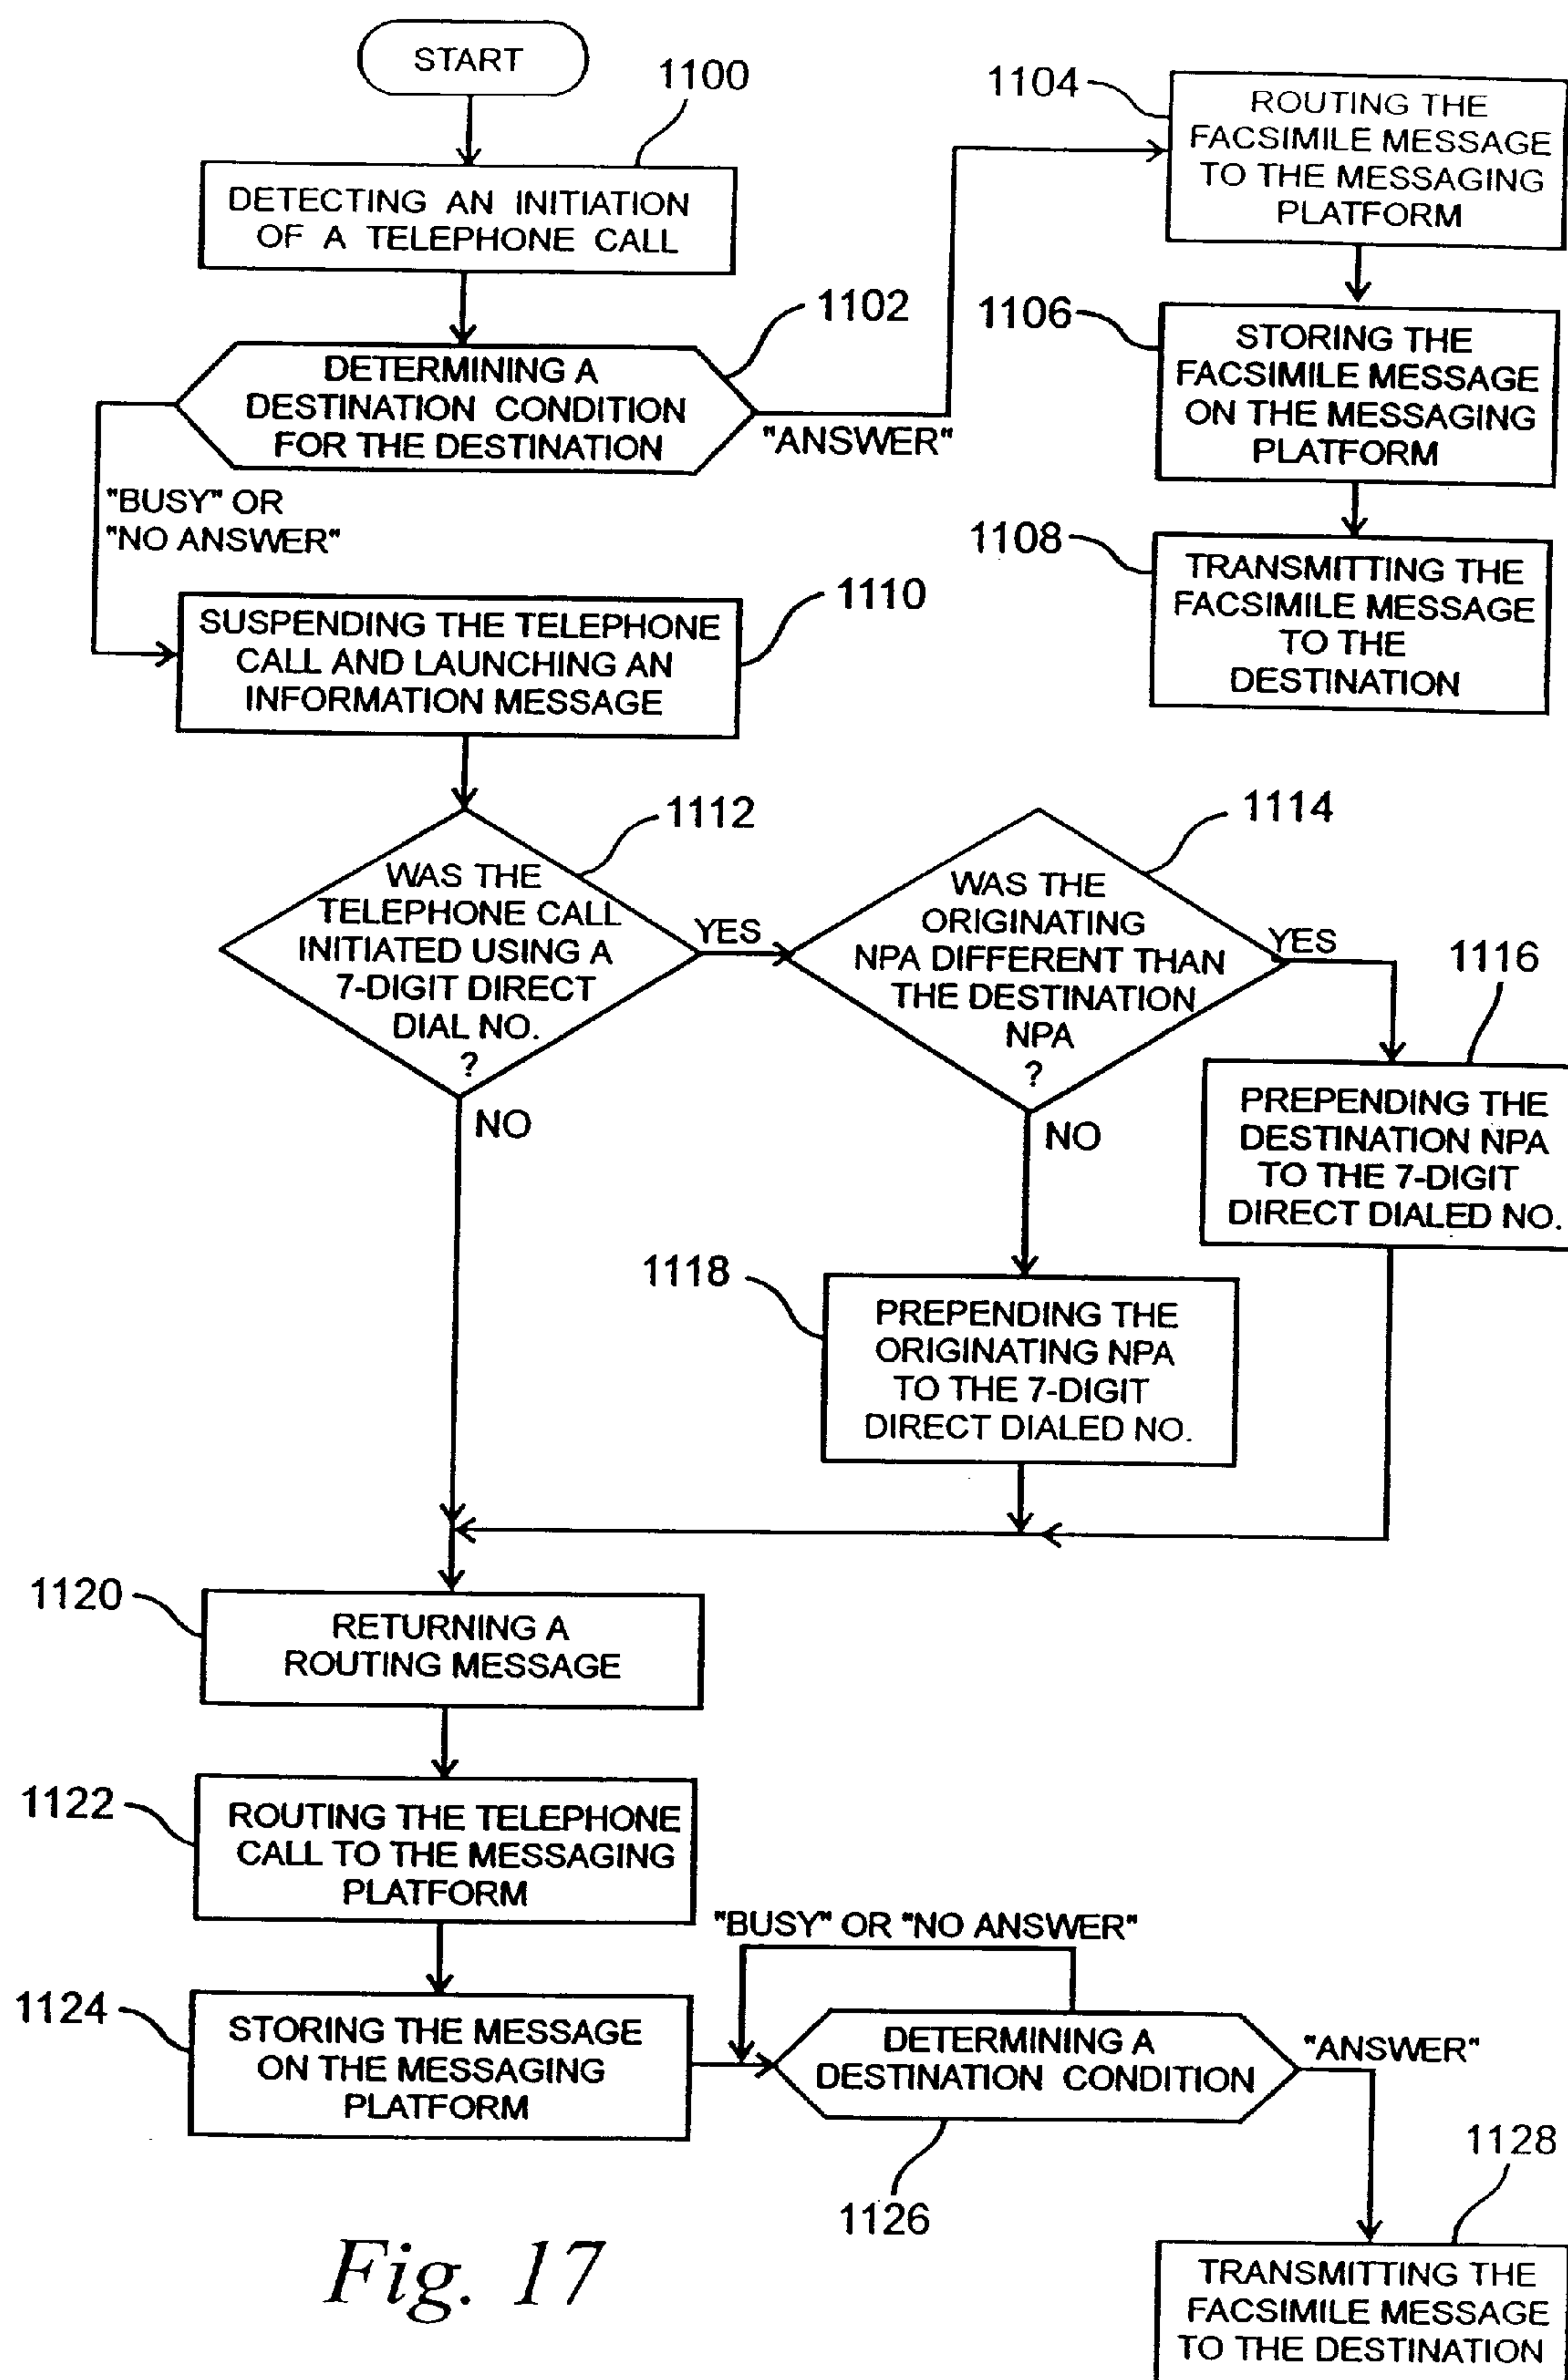 START
1100
DETECTING AN INITIATION
OF A TELEPHONE CALL
1102
DETERMINING A
DESTINATION CONDITION
FOR THE DESTINATION
"ANSWER"
"BUSY" OR
"NO ANSWER"
1104
ROUTING THE
FACSIMILE MESSAGE
TO THE MESSAGING
PLATFORM
1106
STORING THE
FACSIMILE MESSAGE
ON THE MESSAGING
PLATFORM
1108
TRANSMITTING THE
FACSIMILE MESSAGE
TO THE
DESTINATION
1110
SUSPENDING THE TELEPHONE
CALL AND LAUNCHING AN
INFORMATION MESSAGE
1112
WAS THE
TELEPHONE CALL
INITIATED USING A
7-DIGIT DIRECT
DIAL NO.
?
YES
NO
1114
WAS THE
ORIGINATING
NPA DIFFERENT THAN
THE DESTINATION
NPA
?
YES
NO
1116
PREPENDING THE
DESTINATION NPA
TO THE 7-DIGIT
DIRECT DIALED NO.
1118
PREPENDING THE
ORIGINATING NPA
TO THE 7-DIGIT
DIRECT DIALED NO.
1120
RETURNING A
ROUTING MESSAGE
1122
ROUTING THE TELEPHONE
CALL TO THE MESSAGING
PLATFORM
1124
STORING THE MESSAGE
ON THE MESSAGING
PLATFORM
"BUSY" OR "NO ANSWER"
DETERMINING A
DESTINATION CONDITION
"ANSWER"
1126
1128
TRANSMITTING THE
FACSIMILE MESSAGE
TO THE DESTINATION
Fig. 17